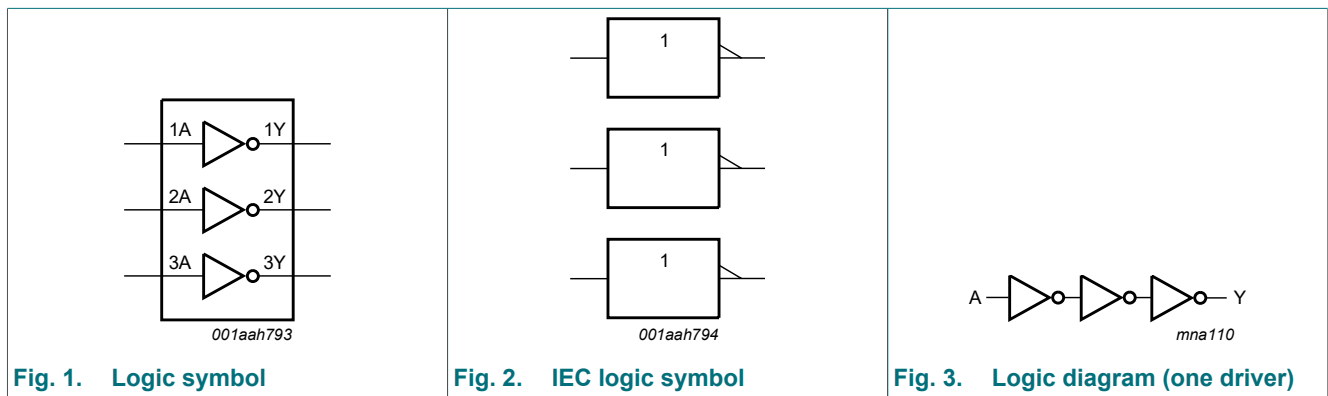 1A 1Y
2A 2Y
3A 3Y
001aah793
Fig. 1. Logic symbol
1
1
1
001aah794
Fig. 2. IEC logic symbol
A Y
mna110
Fig. 3. Logic diagram (one driver)